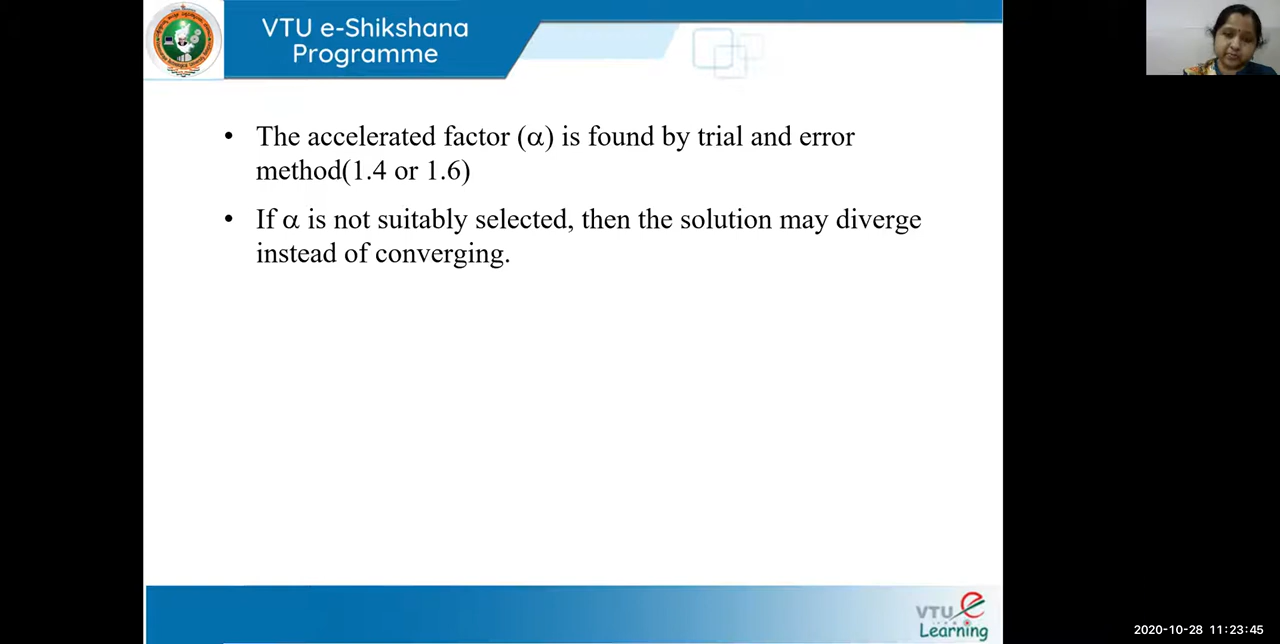 VTU e-Shikshana
Programme
• The accelerated factor (α) is found by trial and error
method(1.4 or 1.6)
• If α is not suitably selected, then the solution may diverge
instead of converging.
VTU e
Learning
2020-10-28 11:23:45